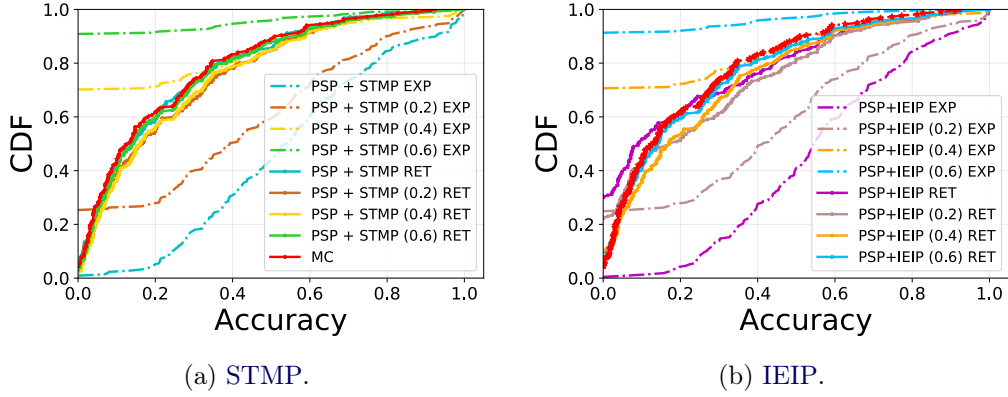 1.0
0.8
0.6
0.4
0.2
0.0
CDF
PSP + STMP EXP
PSP + STMP (0.2) EXP
PSP + STMP (0.4) EXP
PSP + STMP (0.6) EXP
PSP + STMP RET
PSP + STMP (0.2) RET
PSP + STMP (0.4) RET
PSP + STMP (0.6) RET
MC
0.0 0.2 0.4 0.6 0.8 1.0
Accuracy
(a) STMP.
1.0
0.8
0.6
0.4
0.2
0.0
CDF
PSP+IEIP EXP
PSP+IEIP (0.2) EXP
PSP+IEIP (0.4) EXP
PSP+IEIP (0.6) EXP
PSP+IEIP RET
PSP+IEIP (0.2) RET
PSP+IEIP (0.4) RET
PSP+IEIP (0.6) RET
0.0 0.2 0.4 0.6 0.8 1.0
Accuracy
(b) IEIP.